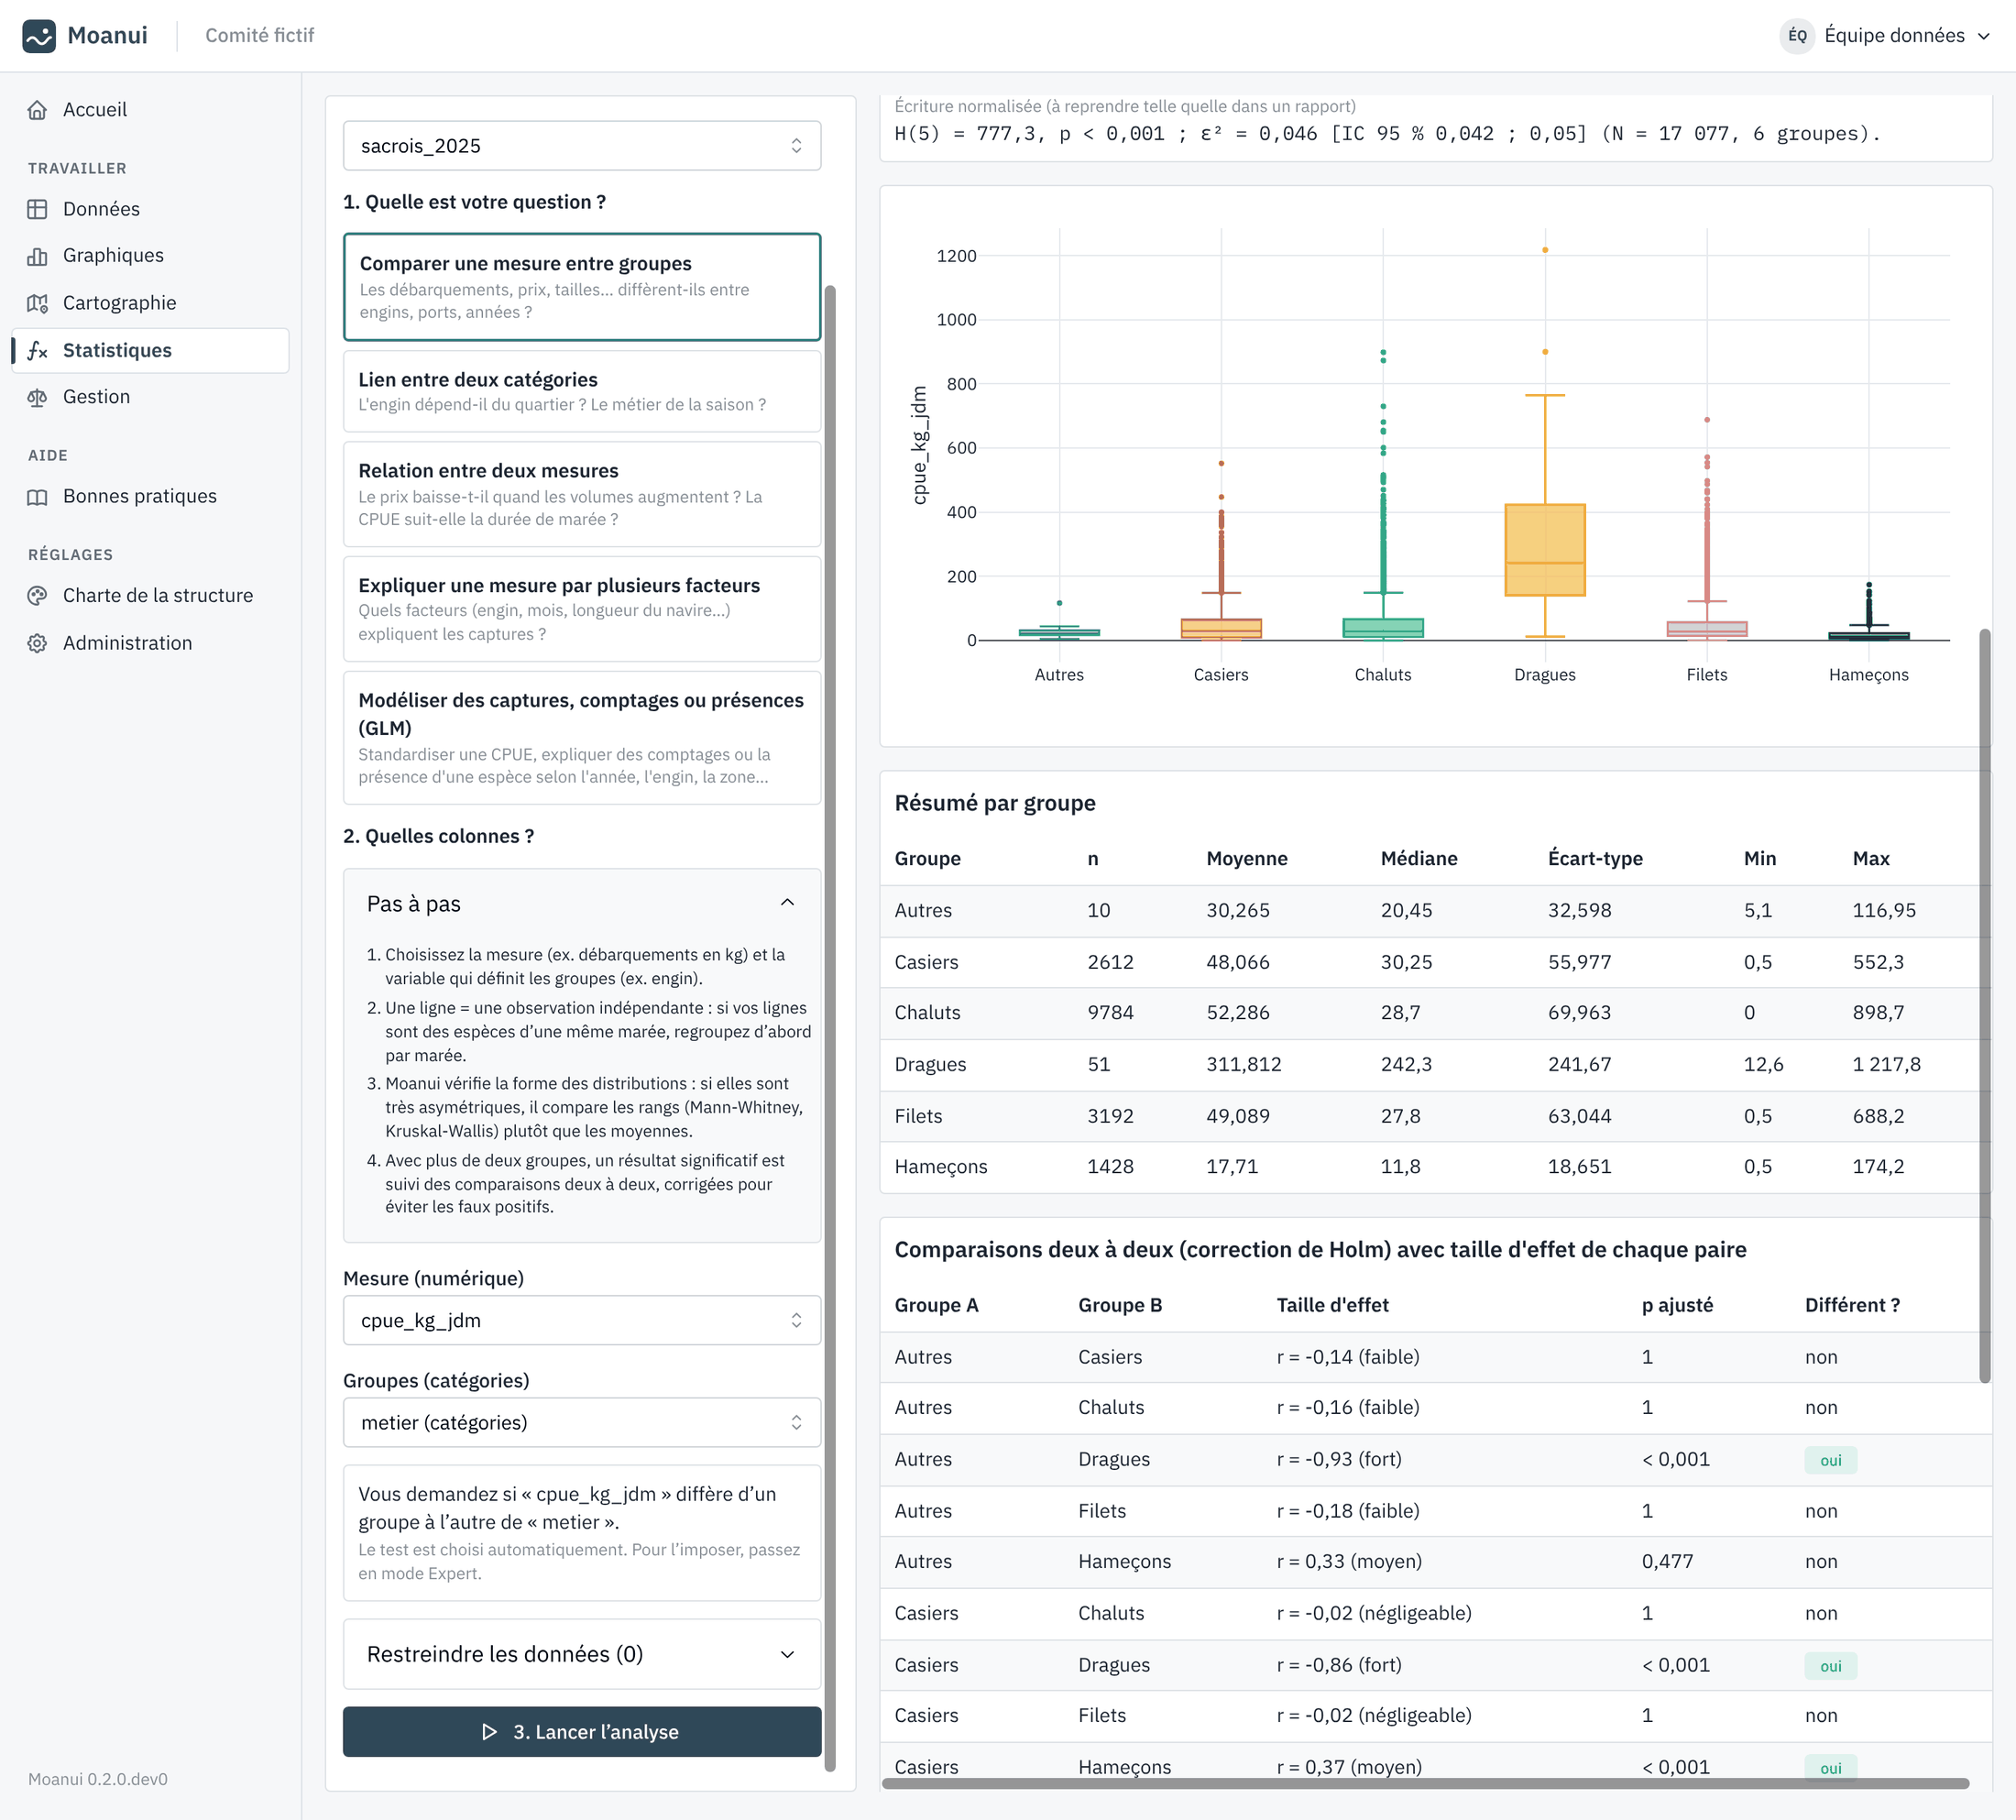 Moanui
Comité fictif
ÉQ Équipe données
Accueil
TRAVAILLER
Données
Graphiques
Cartographie
Statistiques
Gestion
AIDE
Bonnes pratiques
RÉGLAGES
Charte de la structure
Administration
Moanui 0.2.0.dev0
sacrois_2025
1. Quelle est votre question ?
Comparer une mesure entre groupes
Les débarquements, prix, tailles... diffèrent-ils entre
engins, ports, années ?
Lien entre deux catégories
L'engin dépend-il du quartier ? Le métier de la saison ?
Relation entre deux mesures
Le prix baisse-t-il quand les volumes augmentent ? La
CPUE suit-elle la durée de marée ?
Expliquer une mesure par plusieurs facteurs
Quels facteurs (engin, mois, longueur du navire...)
expliquent les captures ?
Modéliser des captures, comptages ou présences
(GLM)
Standardiser une CPUE, expliquer des comptages ou la
présence d'une espèce selon l'année, l'engin, la zone...
2. Quelles colonnes ?
Pas à pas
1. Choisissez la mesure (ex. débarquements en kg) et la
variable qui définit les groupes (ex. engin).
2. Une ligne = une observation indépendante : si vos lignes
sont des espèces d’une même marée, regroupez d’abord
par marée.
3. Moanui vérifie la forme des distributions : si elles sont
très asymétriques, il compare les rangs (Mann-Whitney,
Kruskal-Wallis) plutôt que les moyennes.
4. Avec plus de deux groupes, un résultat significatif est
suivi des comparaisons deux à deux, corrigées pour
éviter les faux positifs.
Mesure (numérique)
cpue_kg_jdm
Groupes (catégories)
metier (catégories)
Vous demandez si « cpue_kg_jdm » diffère d’un
groupe à l’autre de « metier ».
Le test est choisi automatiquement. Pour l’imposer, passez
en mode Expert.
Restreindre les données (0)
3. Lancer l’analyse
Écriture normalisée (à reprendre telle quelle dans un rapport)
H(5) = 777,3, p < 0,001 ; ε² = 0,046 [IC 95 % 0,042 ; 0,05] (N = 17 077, 6 groupes).
cpue_kg_jdm
1200
1000
800
600
400
200
0
Autres Casiers Chaluts Dragues Filets Hameçons
Résumé par groupe
Groupe n Moyenne Médiane Écart-type Min Max
Autres 10 30,265 20,45 32,598 5,1 116,95
Casiers 2612 48,066 30,25 55,977 0,5 552,3
Chaluts 9784 52,286 28,7 69,963 0 898,7
Dragues 51 311,812 242,3 241,67 12,6 1 217,8
Filets 3192 49,089 27,8 63,044 0,5 688,2
Hameçons 1428 17,71 11,8 18,651 0,5 174,2
Comparaisons deux à deux (correction de Holm) avec taille d'effet de chaque paire
Groupe A Groupe B Taille d'effet p ajusté Différent ?
Autres Casiers r = -0,14 (faible) 1 non
Autres Chaluts r = -0,16 (faible) 1 non
Autres Dragues r = -0,93 (fort) < 0,001 oui
Autres Filets r = -0,18 (faible) 1 non
Autres Hameçons r = 0,33 (moyen) 0,477 non
Casiers Chaluts r = -0,02 (négligeable) 1 non
Casiers Dragues r = -0,86 (fort) < 0,001 oui
Casiers Filets r = -0,02 (négligeable) 1 non
Casiers Hameçons r = 0,37 (moyen) < 0,001 oui